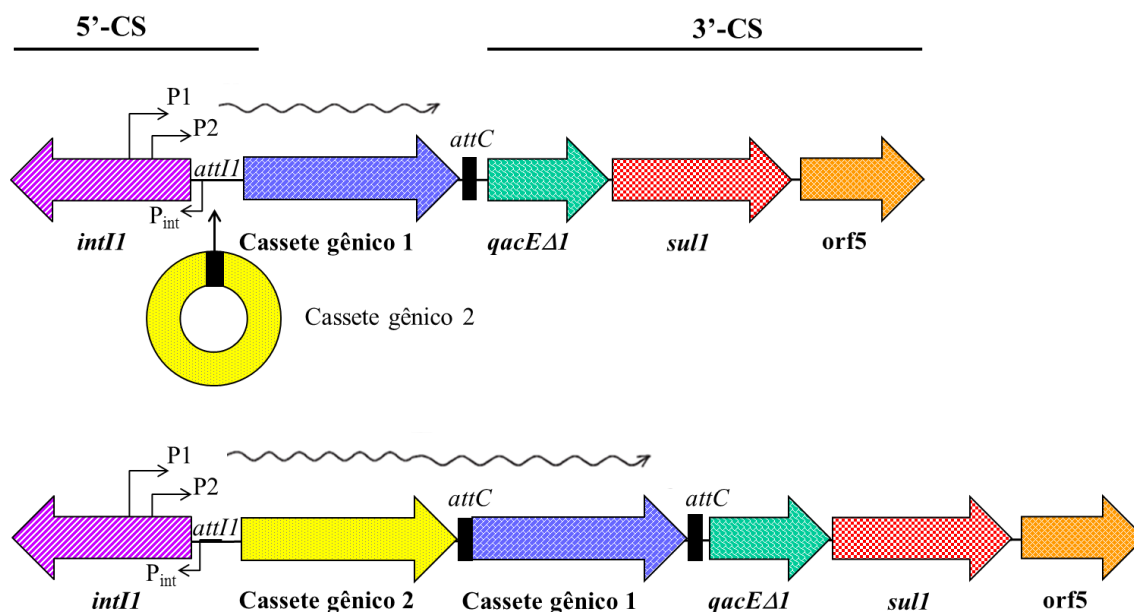 5’-CS 3’-CS
P1
P2
attI1
attC
Pint
intI1 Cassete gênico 1 qacEΔ1 sul1 orf5
Cassete gênico 2
P1
P2
attC
attC
attI1
Pint
intI1 Cassete gênico 2 Cassete gênico 1 qacEΔ1 sul1 orf5